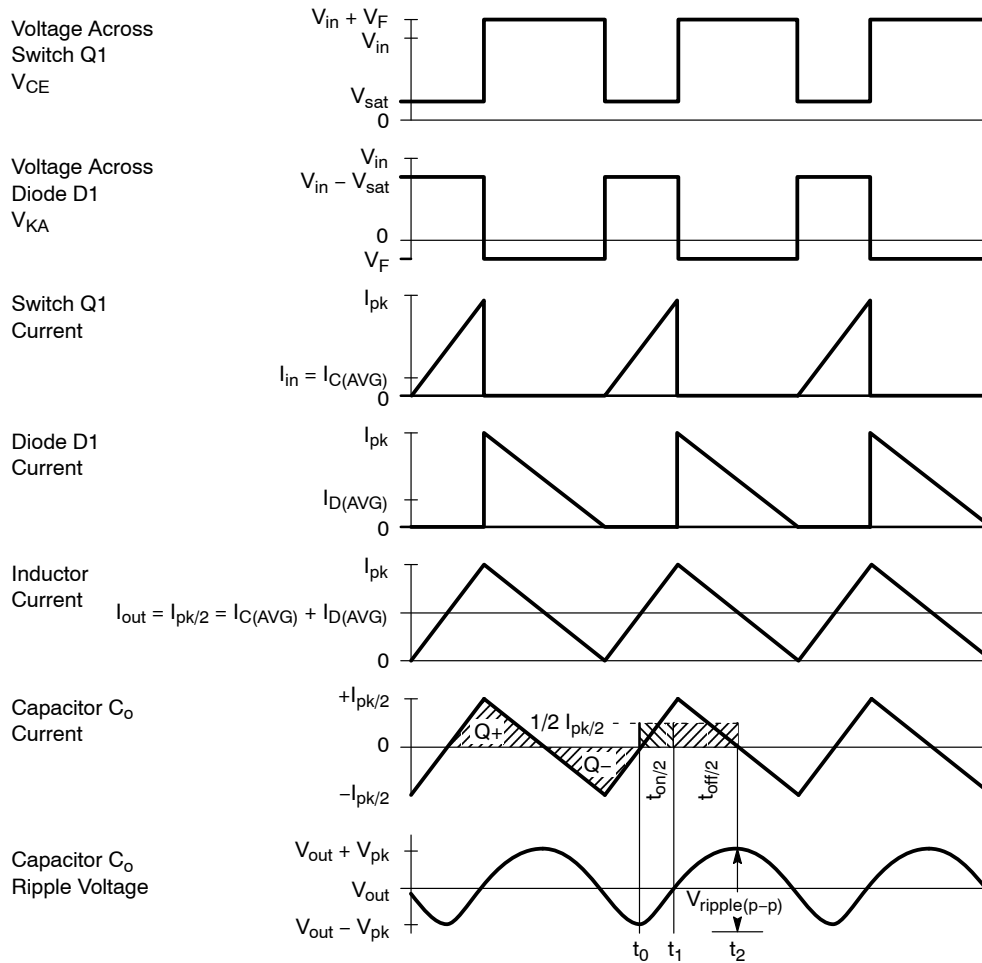 Voltage Across
Switch Q1
VCE
Vin + VF
Vin
Vsat
0
Voltage Across
Diode D1
VKA
Vin
Vin − Vsat
0
VF
Switch Q1
Current
Ipk
Iin = IC(AVG)
0
Diode D1
Current
Ipk
ID(AVG)
0
Inductor
Current
Ipk
Iout = Ipk/2 = IC(AVG) + ID(AVG)
0
Capacitor Co
Current
+Ipk/2
0
−Ipk/2
Q+
1/2 Ipk/2
Q−
ton/2
toff/2
Capacitor Co
Ripple Voltage
Vout + Vpk
Vout
Vout − Vpk
Vripple(p−p)
t0
t1
t2